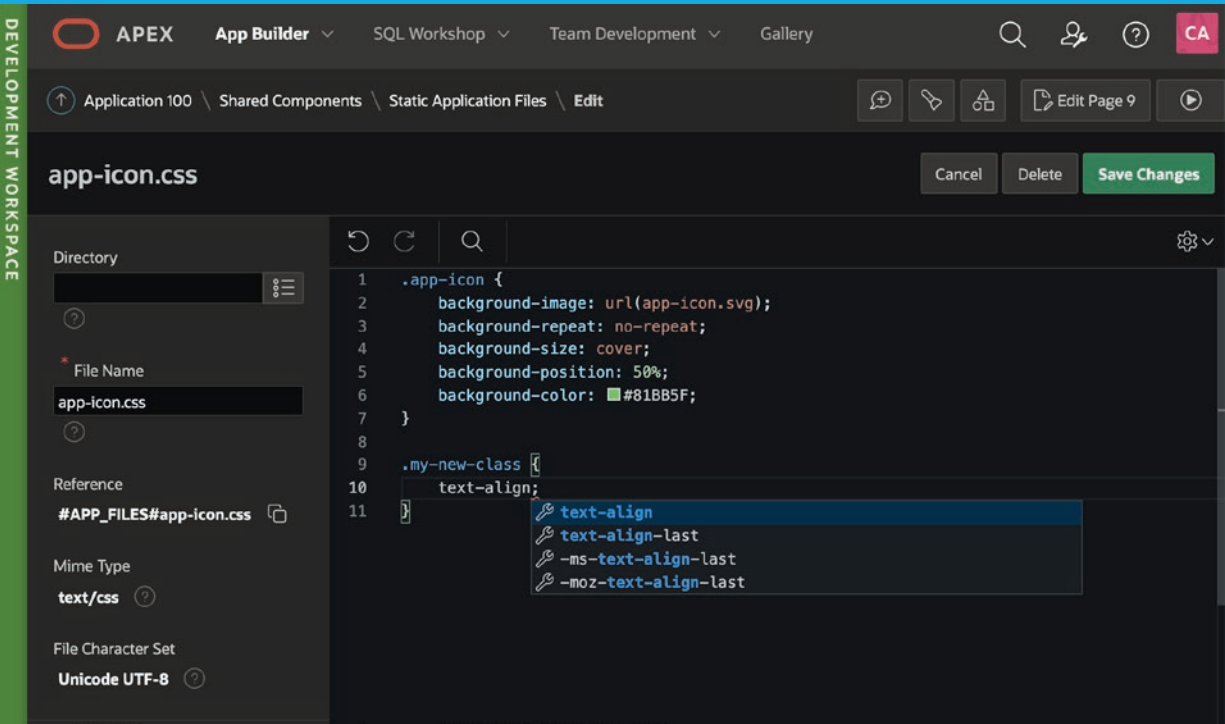 DEVELOPMENT WORKSPACE
APEX App Builder SQL Workshop Team Development Gallery CA
Application 100 \ Shared Components \ Static Application Files \ Edit Edit Page 9
app-icon.css Cancel Delete Save Changes
Directory
* File Name
app-icon.css
Reference
#APP_FILES#app-icon.css
Mime Type
text/css
File Character Set
Unicode UTF-8
1 .app-icon {
2 background-image: url(app-icon.svg);
3 background-repeat: no-repeat;
4 background-size: cover;
5 background-position: 50%;
6 background-color: #81BB5F;
7 }
8
9 .my-new-class {
10 text-align;
11 }
text-align
text-align-last
-ms-text-align-last
-moz-text-align-last